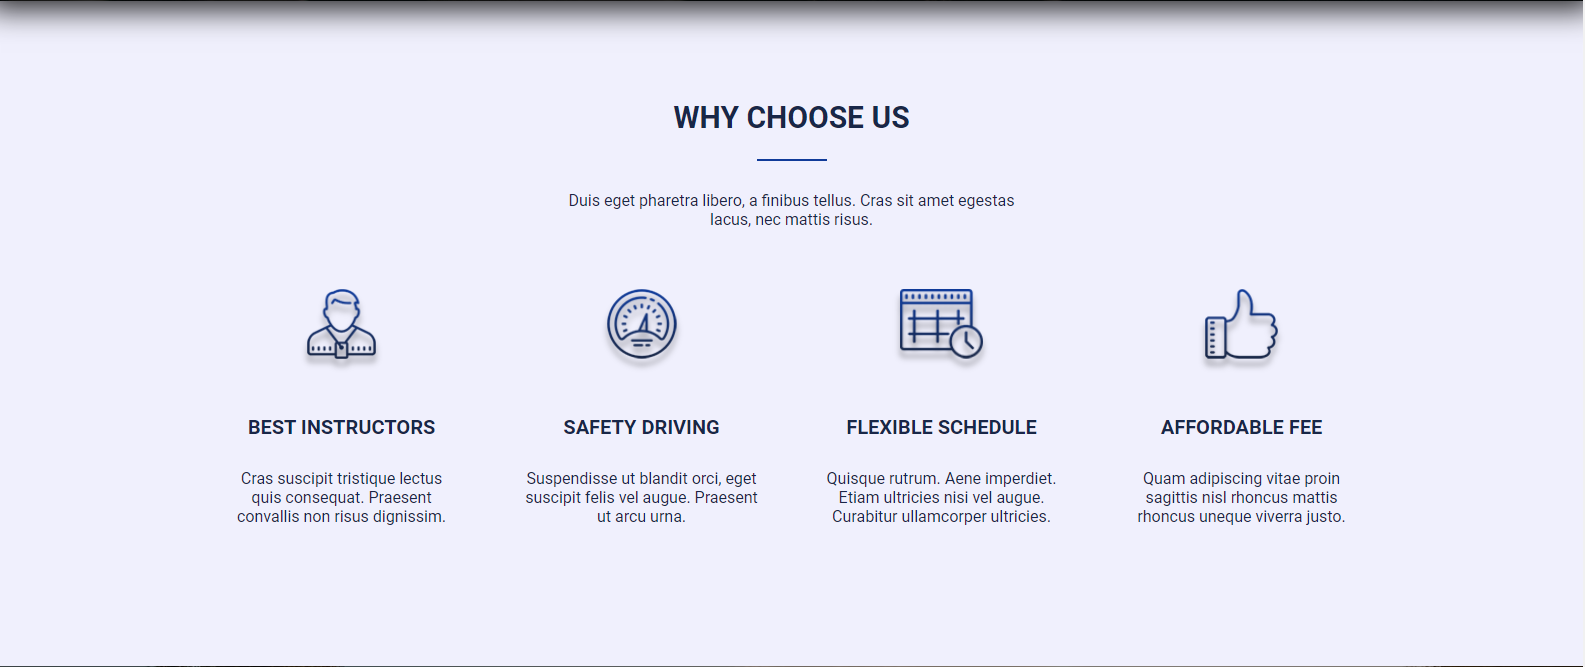 WHY CHOOSE US
Duis eget pharetra libero, a finibus tellus. Cras sit amet egestas
lacus, nec mattis risus.
BEST INSTRUCTORS
Cras suscipit tristique lectus
quis consequat. Praesent
convallis non risus dignissim.
SAFETY DRIVING
Suspendisse ut blandit orci, eget
suscipit felis vel augue. Praesent
ut arcu urna.
FLEXIBLE SCHEDULE
Quisque rutrum. Aene imperdiet.
Etiam ultricies nisi vel augue.
Curabitur ullamcorper ultricies.
AFFORDABLE FEE
Quam adipiscing vitae proin
sagittis nisl rhoncus mattis
rhoncus uneque viverra justo.